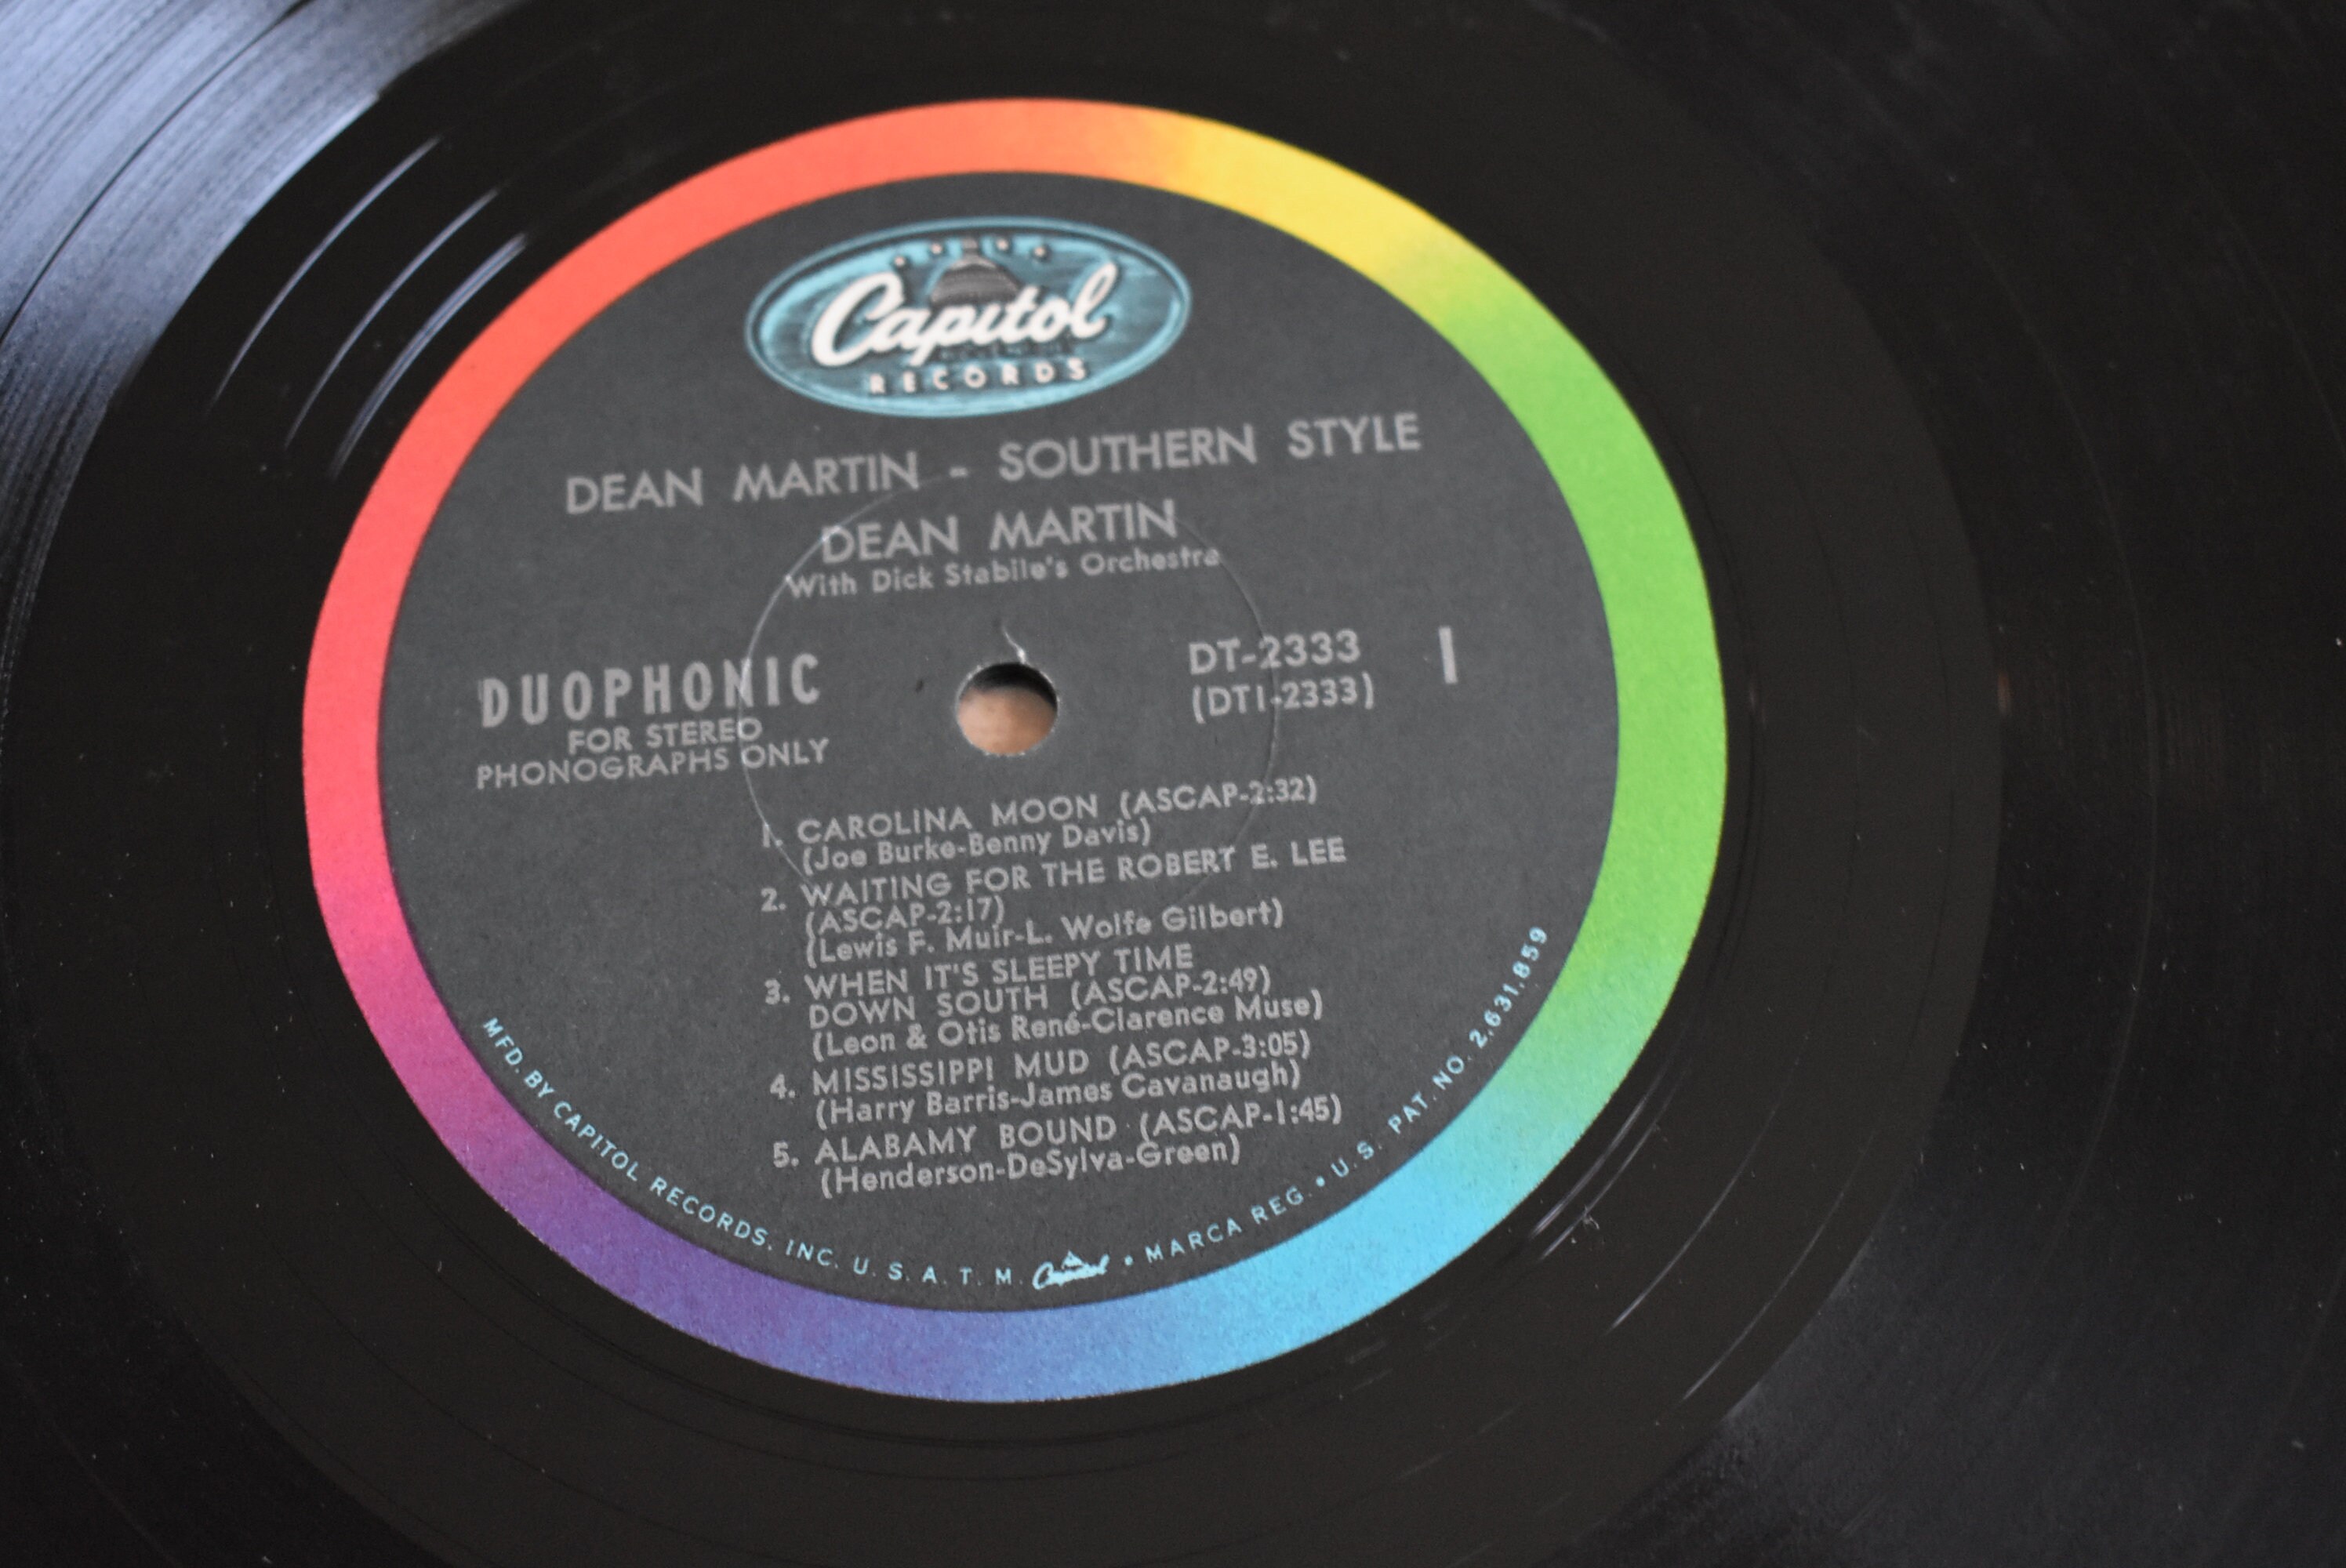 Capitol
RECORDS
DEAN MARTIN - SOUTHERN STYLE
DEAN MARTIN
With Dick Stabile's Orchestra
DUOPHONIC
FOR STEREO
PHONOGRAPHS ONLY
DT-2333
(DT1-2333)
1
1. CAROLINA MOON (ASCAP-2:32)
(Joe Burke-Benny Davis)
2. WAITING FOR THE ROBERT E. LEE
(ASCAP-2:17)
(Lewis F. Muir-L. Wolfe Gilbert)
3. WHEN IT'S SLEEPY TIME
DOWN SOUTH (ASCAP-2:49)
(Leon & Otis René-Clarence Muse)
4. MISSISSIPPI MUD (ASCAP-3:05)
(Harry Barris-James Cavanaugh)
5. ALABAMY BOUND (ASCAP-1:45)
(Henderson-DeSylva-Green)
MFD. BY CAPITOL RECORDS, INC. U.S.A. T.M. Capitol • MARCA REG. • U.S. PAT. NO. 2,631,859